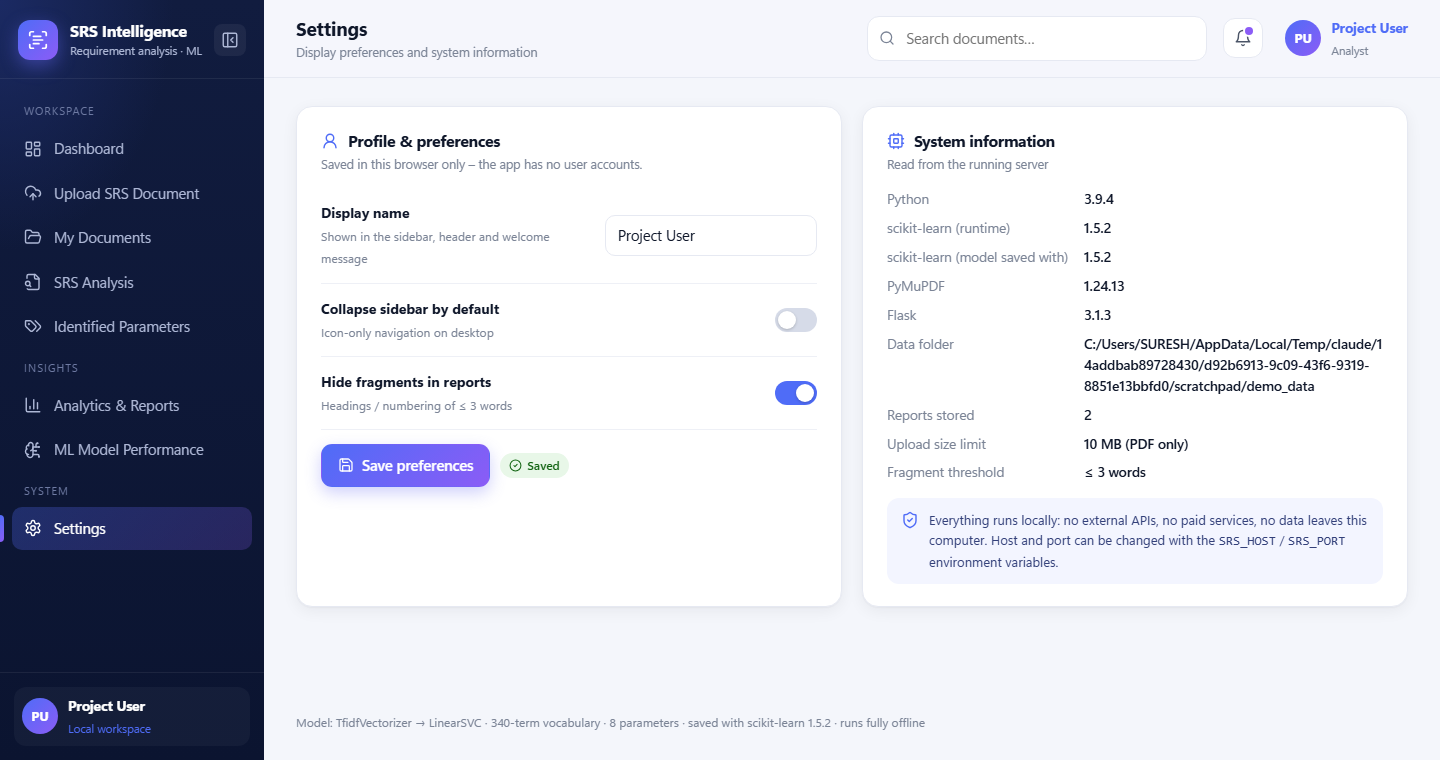 SRS Intelligence
Requirement analysis · ML
WORKSPACE
Dashboard
Upload SRS Document
My Documents
SRS Analysis
Identified Parameters
INSIGHTS
Analytics & Reports
ML Model Performance
SYSTEM
Settings
PU
Project User
Local workspace
Settings
Display preferences and system information
Search documents...
PU
Project User
Analyst
Profile & preferences
Saved in this browser only – the app has no user accounts.
Display name
Shown in the sidebar, header and welcome
message
Project User
Collapse sidebar by default
Icon-only navigation on desktop
Hide fragments in reports
Headings / numbering of ≤ 3 words
Save preferences
Saved
System information
Read from the running server
Python 3.9.4
scikit-learn (runtime) 1.5.2
scikit-learn (model saved with) 1.5.2
PyMuPDF 1.24.13
Flask 3.1.3
Data folder C:/Users/SURESH/AppData/Local/Temp/claude/1
4addbab89728430/d92b6913-9c09-43f6-9319-
8851e13bbfd0/scratchpad/demo_data
Reports stored 2
Upload size limit 10 MB (PDF only)
Fragment threshold ≤ 3 words
Everything runs locally: no external APIs, no paid services, no data leaves this
computer. Host and port can be changed with the SRS_HOST / SRS_PORT
environment variables.
Model: TfidfVectorizer → LinearSVC · 340-term vocabulary · 8 parameters · saved with scikit-learn 1.5.2 · runs fully offline